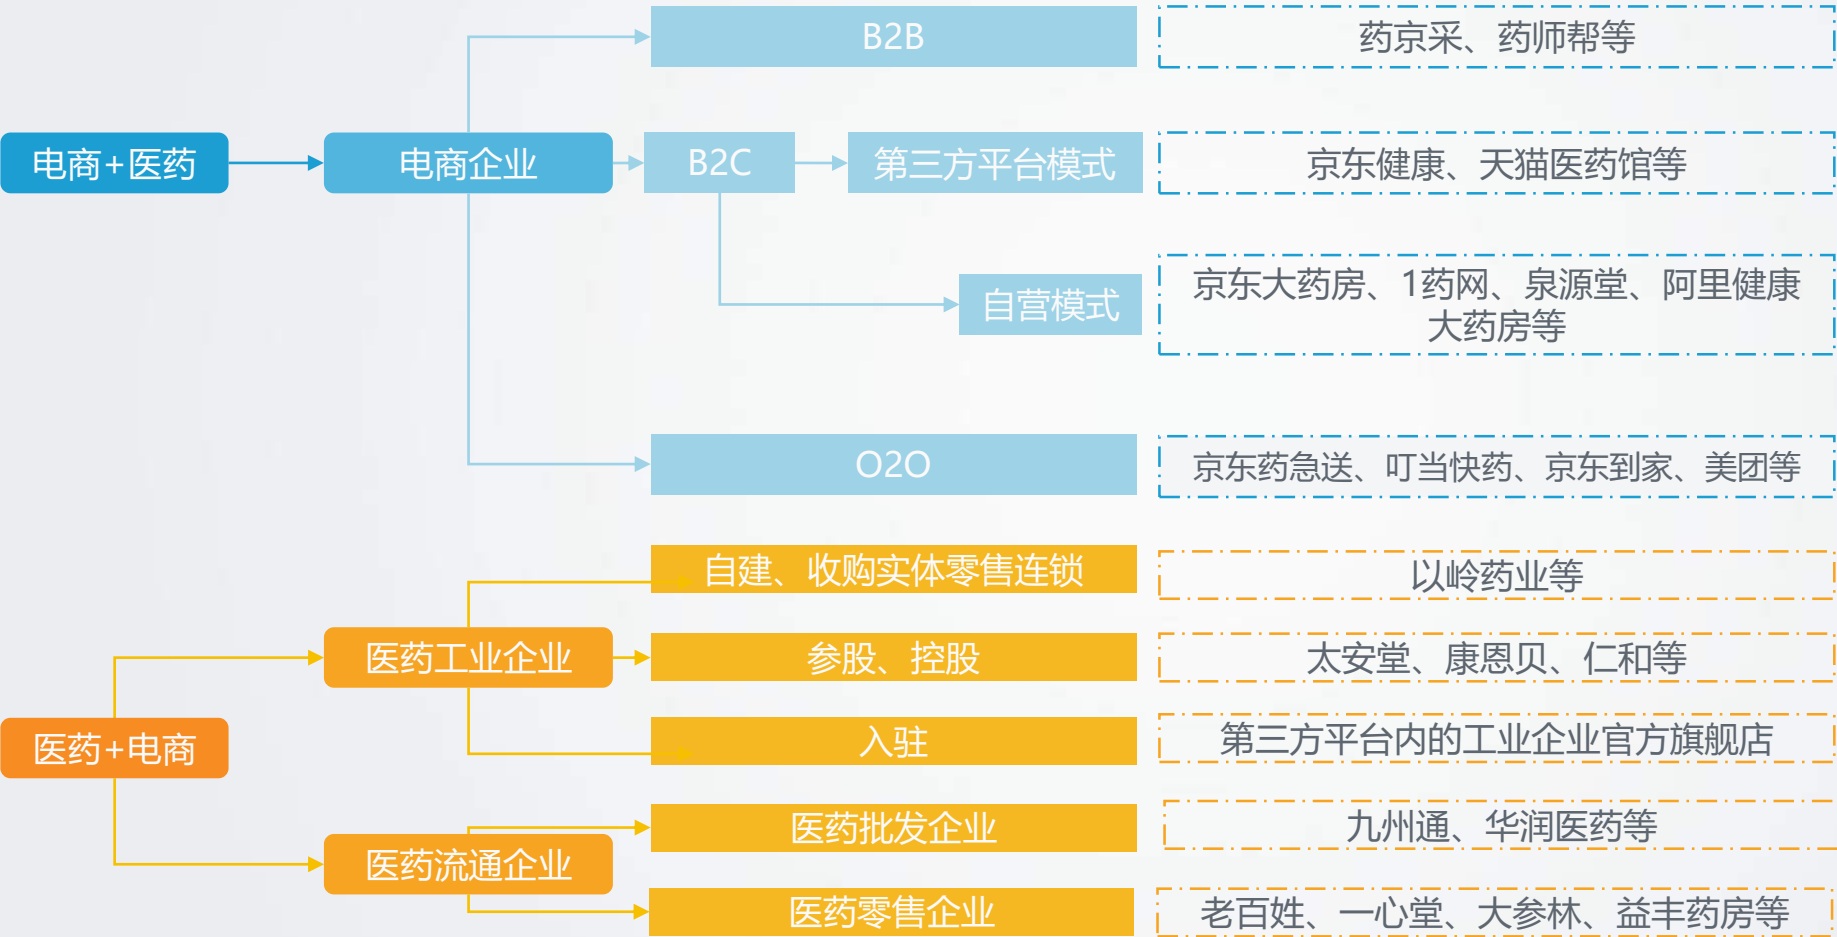 B2B
药京采、药师帮等
电商+医药
电商企业
B2C
第三方平台模式
京东健康、天猫医药馆等
自营模式
京东大药房、1药网、泉源堂、阿里健康
大药房等
O2O
京东药急送、叮当快药、京东到家、美团等
自建、收购实体零售连锁
以岭药业等
医药工业企业
参股、控股
太安堂、康恩贝、仁和等
医药+电商
入驻
第三方平台内的工业企业官方旗舰店
医药批发企业
九州通、华润医药等
医药流通企业
医药零售企业
老百姓、一心堂、大参林、益丰药房等